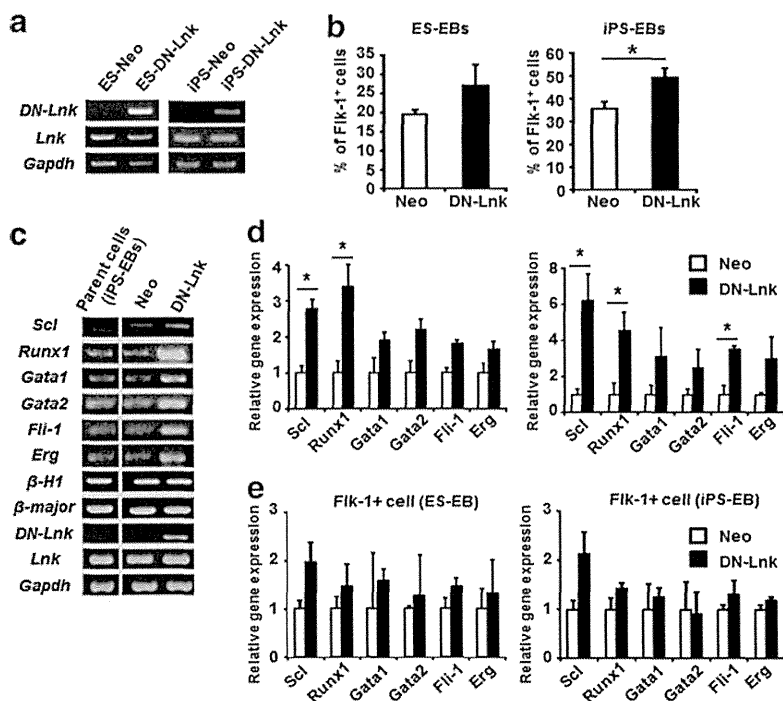 a
ES-Neo
ES-DN-Lnk
iPS-Neo
iPS-DN-Lnk
DN-Lnk
Lnk
Gapdh
b
ES-EBs
% of Flk-1+ cells
35
30
25
20
15
10
5
0
Neo
DN-Lnk
iPS-EBs
*
% of Flk-1+ cells
60
50
40
30
20
10
0
Neo
DN-Lnk
c
Parent cells
(iPS-EBs)
Neo
DN-Lnk
Scl
Runx1
Gata1
Gata2
Fli-1
Erg
β-H1
β-major
DN-Lnk
Lnk
Gapdh
d
Relative gene expression
4
3
2
1
0
*
*
Scl
Runx1
Gata1
Gata2
Fli-1
Erg
Relative gene expression
8
6
4
2
0
*
*
*
Neo
DN-Lnk
Scl
Runx1
Gata1
Gata2
Fli-1
Erg
e
Flk-1+ cell (ES-EB)
Relative gene expression
3
2
1
0
Scl
Runx1
Gata1
Gata2
Fli-1
Erg
Flk-1+ cell (iPS-EB)
Relative gene expression
3
2
1
0
Neo
DN-Lnk
Scl
Runx1
Gata1
Gata2
Fli-1
Erg